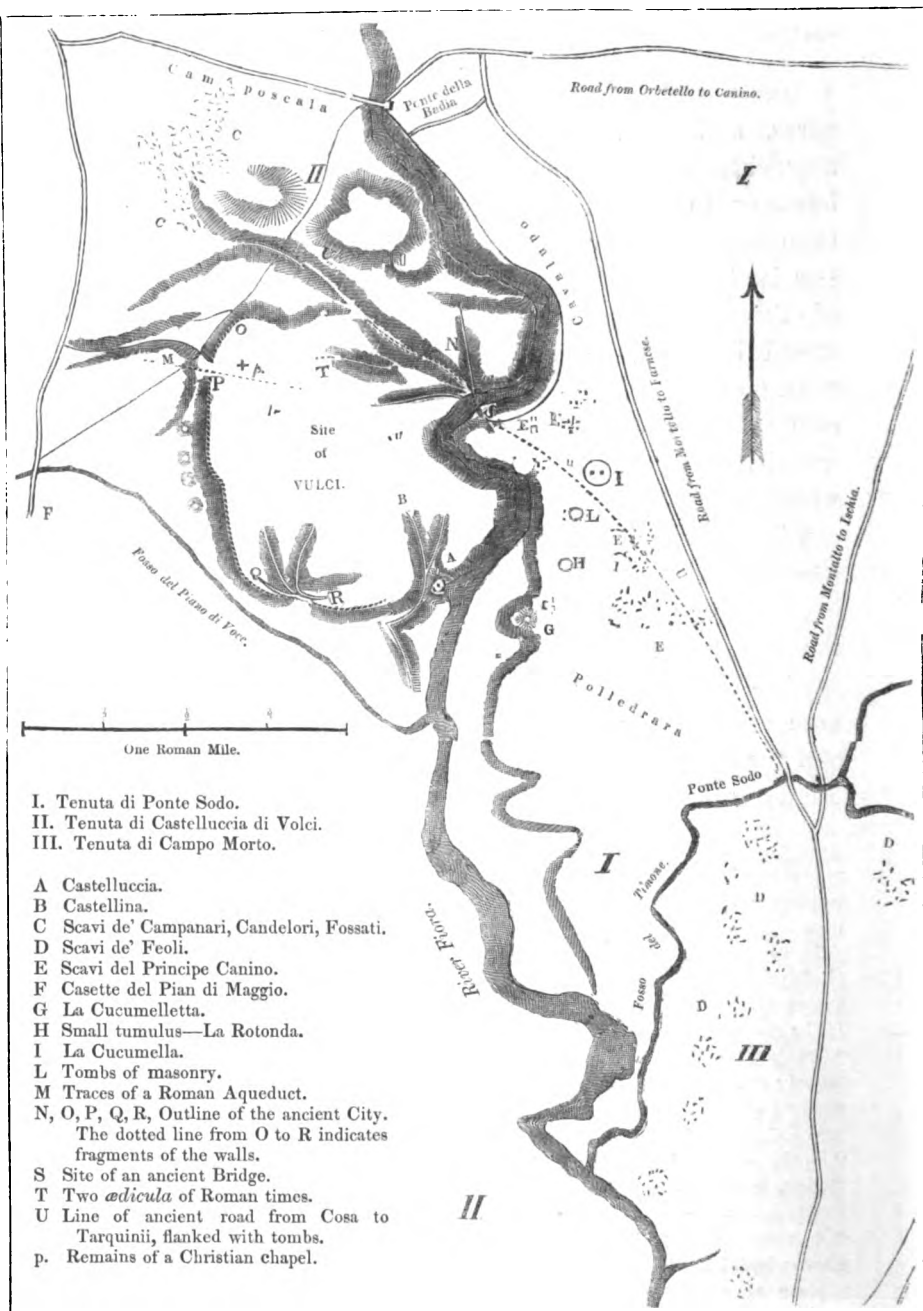 Camposcala
Ponte della
Badia
Road from Orbetello to Canino.
C
II
I
C
Cavalupo
O
N
M
P
p.
T
Site
of
VULCI.
E
E
u
I
L
Road from Montalto to Farnese.
B
F
A
E
H
U
Fosso del Piano di Voce.
Q
R
G
E
Road from Montalto to Ischia.
Polledrara
One Roman Mile.
Ponte Sodo
I. Tenuta di Ponte Sodo.
II. Tenuta di Castelluccia di Volci.
III. Tenuta di Campo Morto.
I
D
D
A Castelluccia.
B Castellina.
C Scavi de' Campanari, Candelori, Fossati.
D Scavi de' Feoli.
E Scavi del Principe Canino.
F Casette del Pian di Maggio.
G La Cucumelletta.
H Small tumulus—La Rotonda.
I La Cucumella.
L Tombs of masonry.
M Traces of a Roman Aqueduct.
N, O, P, Q, R, Outline of the ancient City.
The dotted line from O to R indicates
fragments of the walls.
S Site of an ancient Bridge.
T Two ædicula of Roman times.
U Line of ancient road from Cosa to
Tarquinii, flanked with tombs.
p. Remains of a Christian chapel.
River Fiora.
Fosso del Timone.
D
III
II